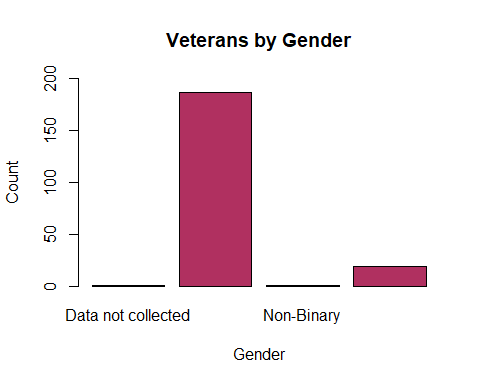 Veterans by Gender
Count
200
150
100
50
0
Data not collected
Non-Binary
Gender